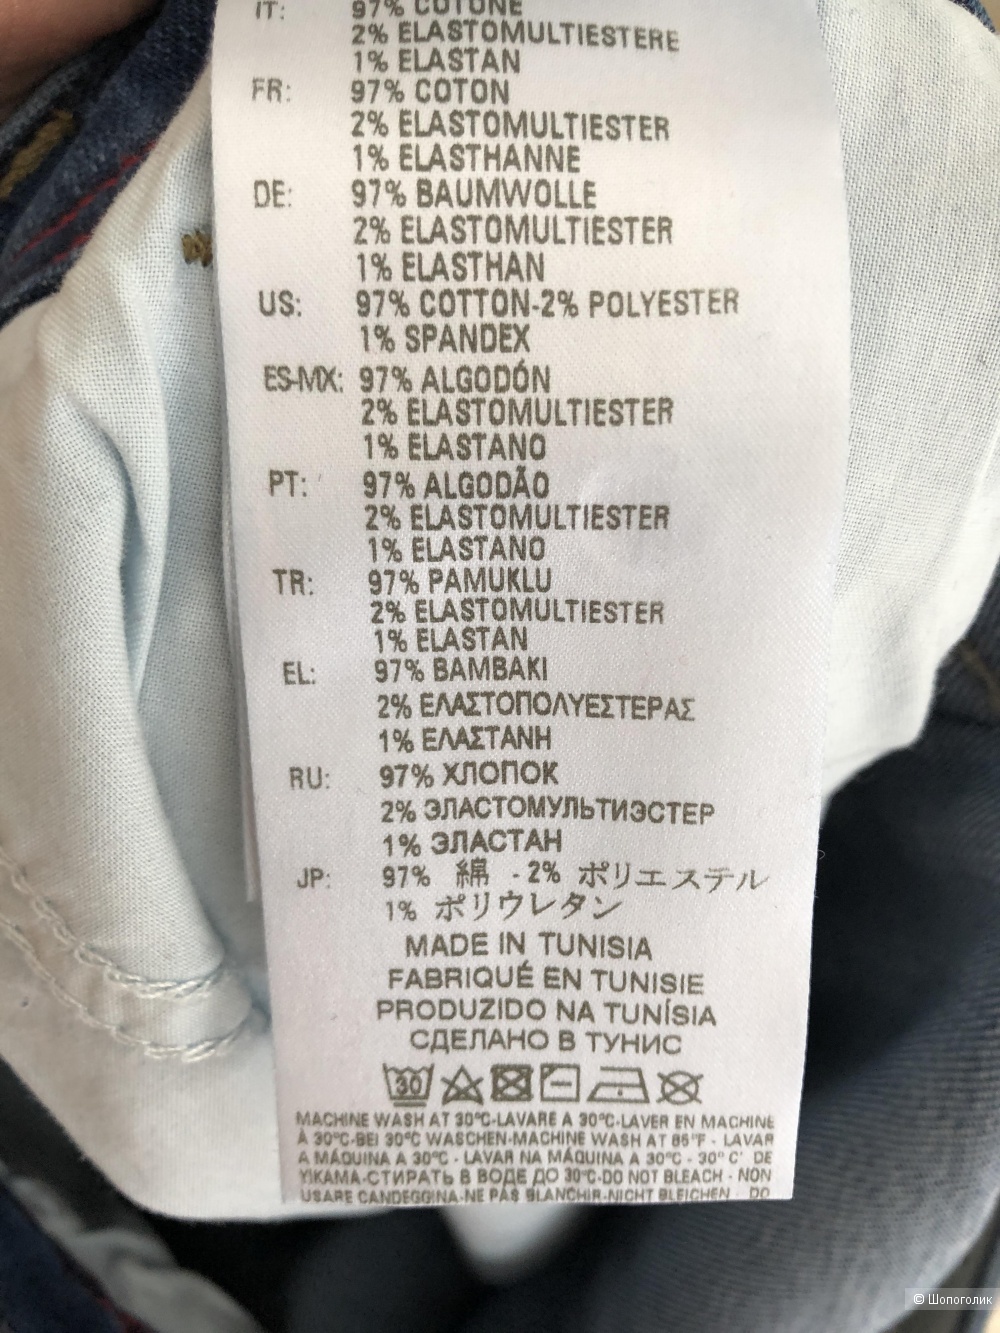 IT: 97% COTONE
2% ELASTOMULTIESTERE
1% ELASTAN
FR: 97% COTON
2% ELASTOMULTIESTER
1% ELASTHANNE
DE: 97% BAUMWOLLE
2% ELASTOMULTIESTER
1% ELASTHAN
US: 97% COTTON-2% POLYESTER
1% SPANDEX
ES-MX: 97% ALGODÓN
2% ELASTOMULTIESTER
1% ELASTANO
PT: 97% ALGODÃO
2% ELASTOMULTIESTER
1% ELASTANO
TR: 97% PAMUKLU
2% ELASTOMULTIESTER
1% ELASTAN
EL: 97% ΒΑΜΒΑΚΙ
2% ΕΛΑΣΤΟΠΟΛΥΕΣΤΕΡΑΣ
1% ΕΛΑΣΤΑΝΗ
RU: 97% ХЛОПОК
2% ЭЛАСТОМУЛЬТИЭСТЕР
1% ЭЛАСТАН
JP: 97% 綿 - 2% ポリエステル
1% ポリウレタン
MADE IN TUNISIA
FABRIQUÉ EN TUNISIE
PRODUZIDO NA TUNÍSIA
СДЕЛАНО В ТУНИС
30
MACHINE WASH AT 30°C-LAVARE A 30°C-LAVER EN MACHINE
À 30°C-BEI 30°C WASCHEN-MACHINE WASH AT 86°F - LAVAR
A MÁQUINA A 30°C - LAVAR NA MÁQUINA A 30°C - 30° C' DE
YIKAMA-СТИРАТЬ В ВОДЕ ДО 30°C-DO NOT BLEACH - NON
USARE CANDEGGINA-NE PAS BLANCHIR-NICHT BLEICHEN - DO
© Шопоголик